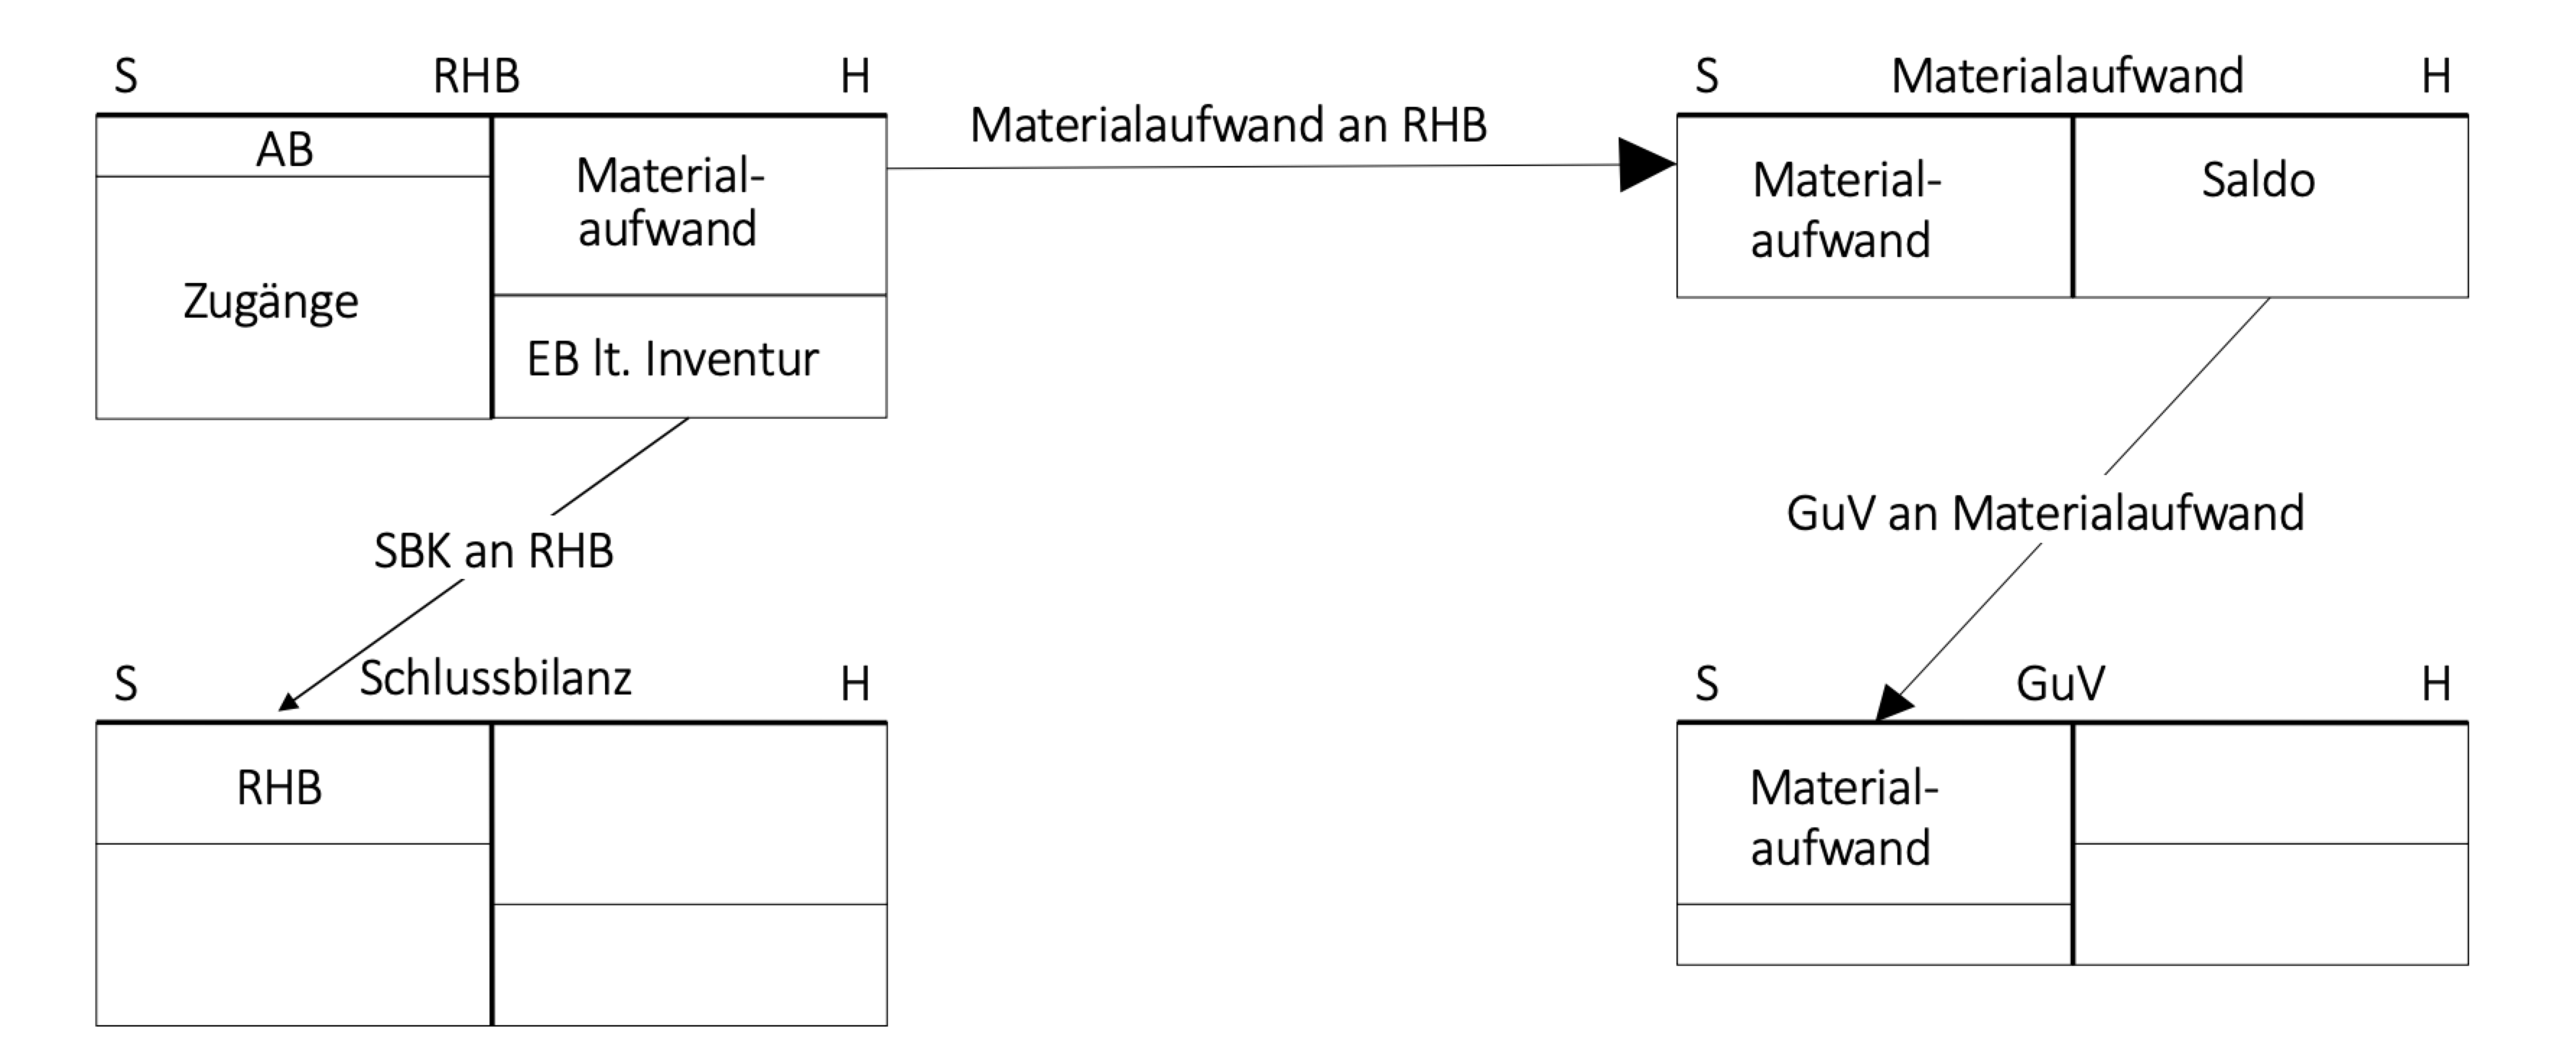 S RHB H
AB
Material-
aufwand
Zugänge
EB lt. Inventur
Materialaufwand an RHB
S Materialaufwand H
Material-
aufwand
Saldo
SBK an RHB
GuV an Materialaufwand
S Schlussbilanz H
RHB
S GuV H
Material-
aufwand